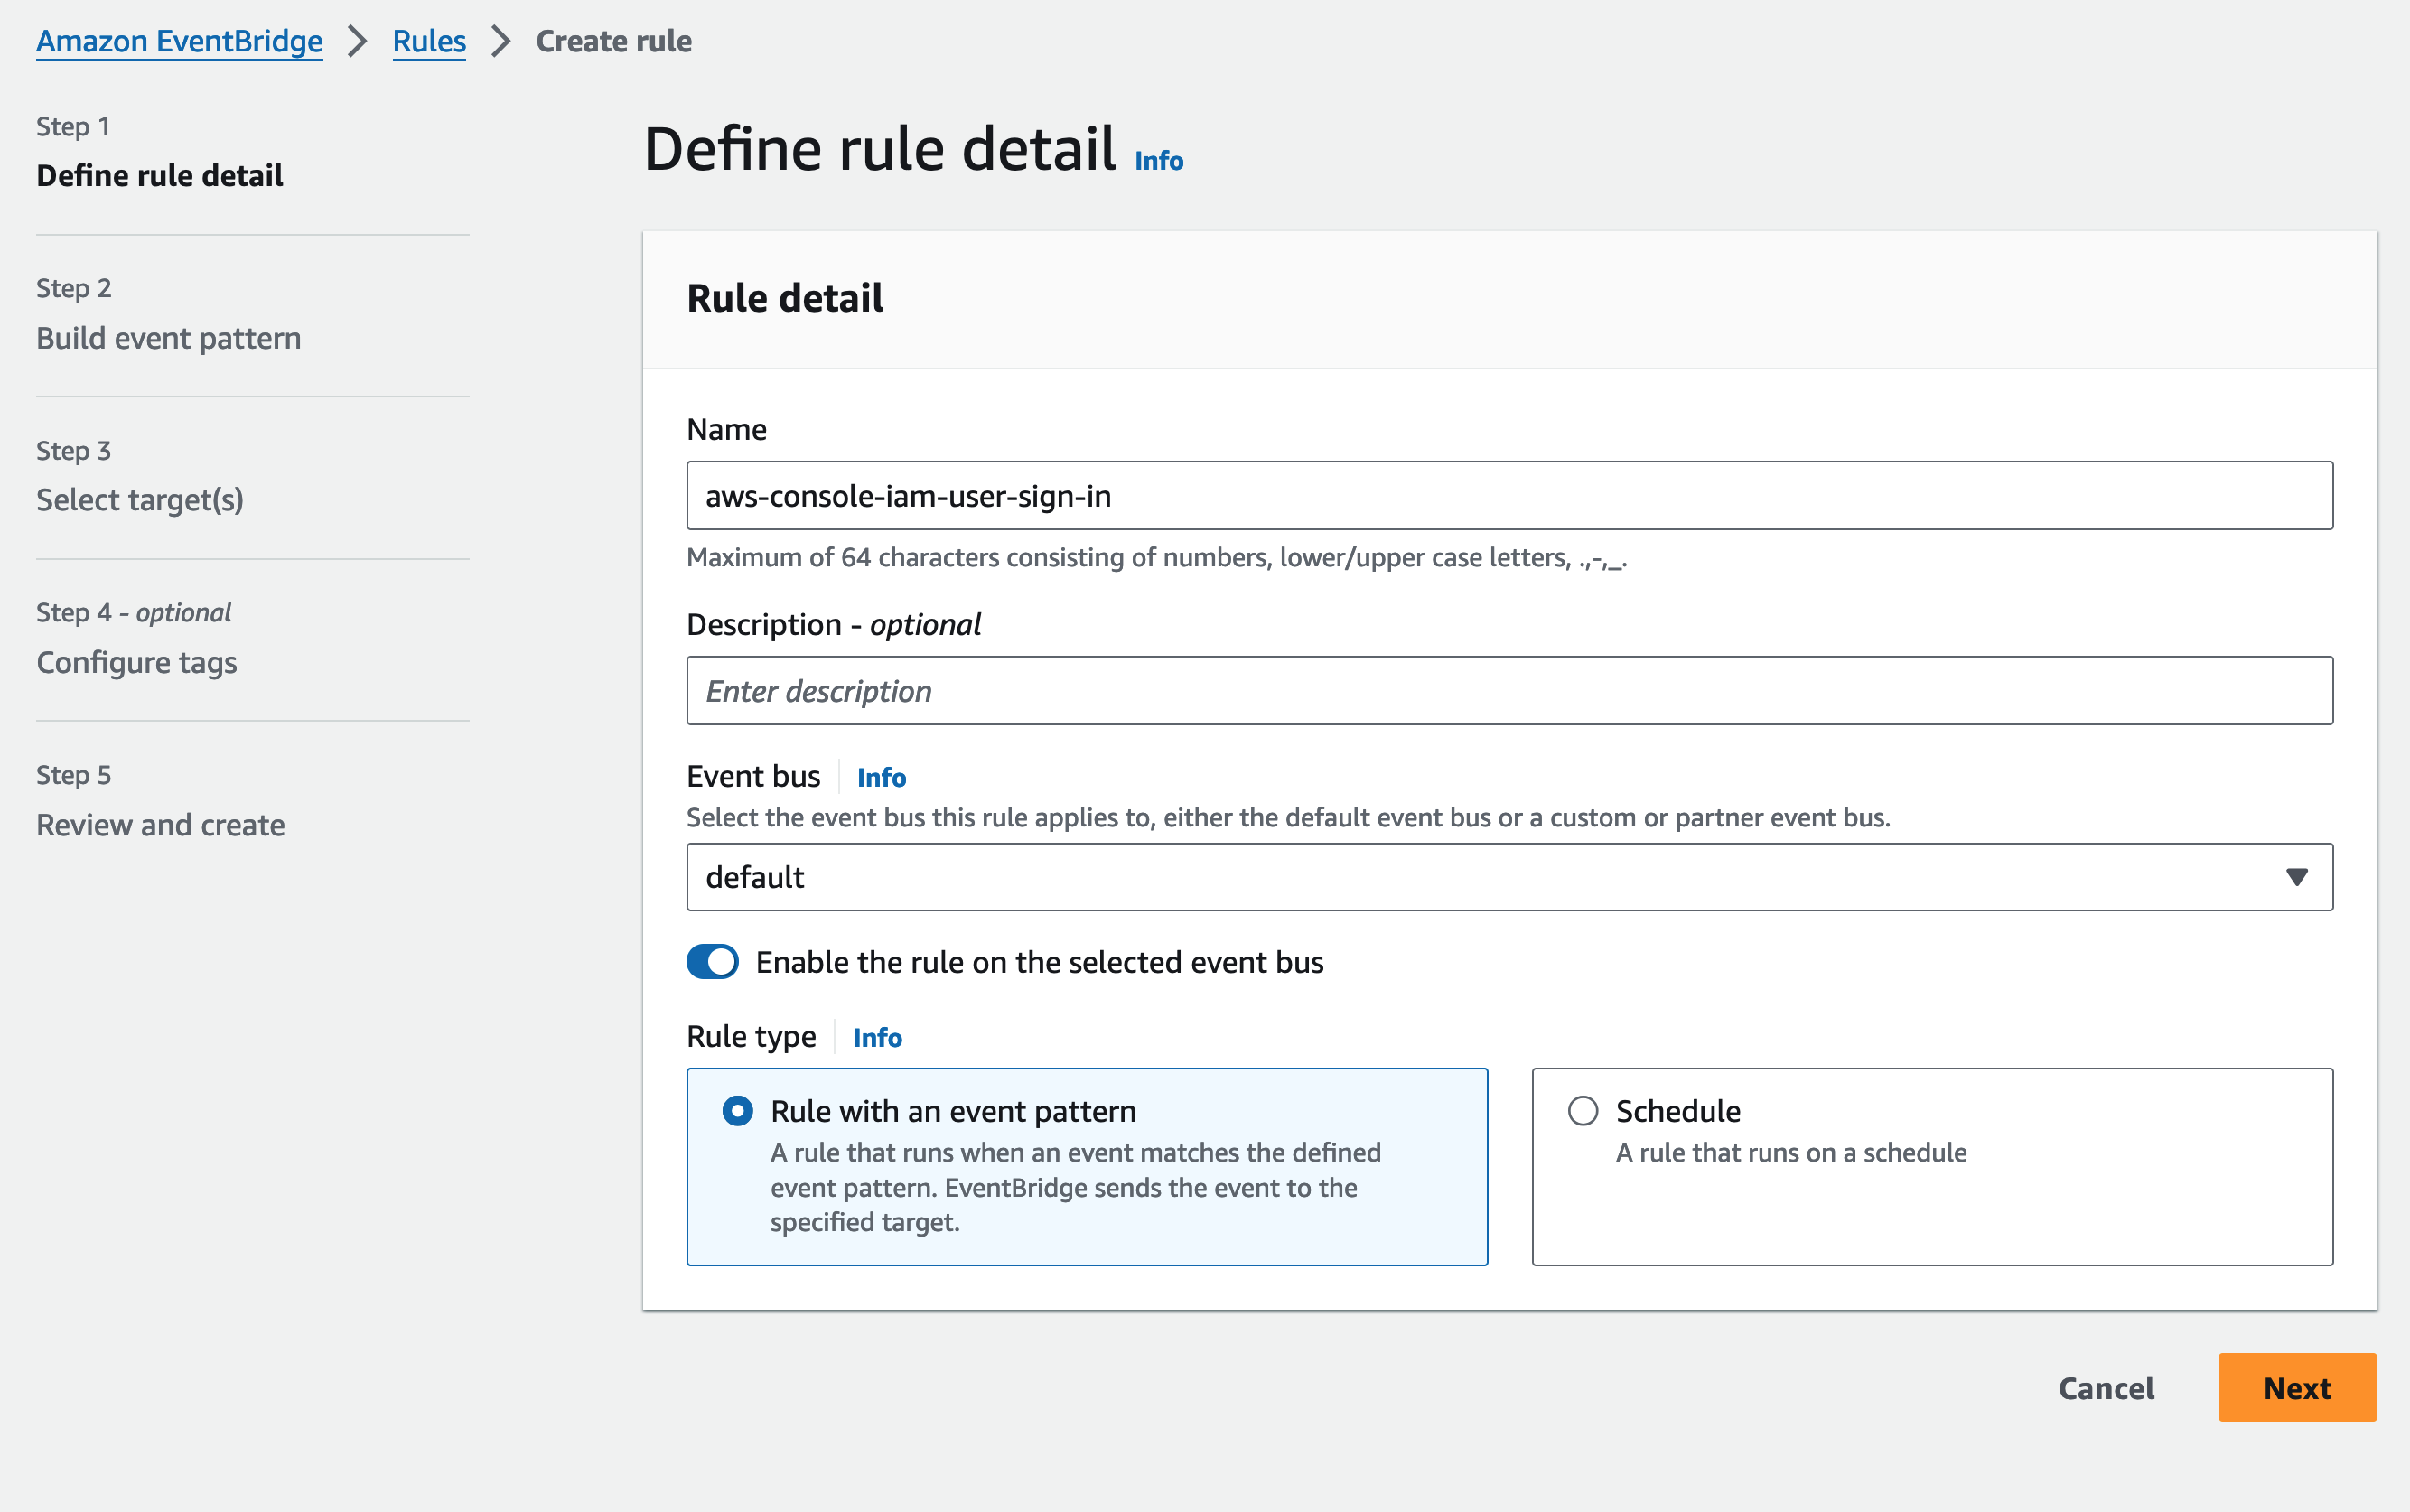 Amazon EventBridge > Rules > Create rule
Step 1
Define rule detail
Step 2
Build event pattern
Step 3
Select target(s)
Step 4 - optional
Configure tags
Step 5
Review and create
Define rule detail Info
Rule detail
Name
aws-console-iam-user-sign-in
Maximum of 64 characters consisting of numbers, lower/upper case letters, .,-,_.
Description - optional
Enter description
Event bus Info
Select the event bus this rule applies to, either the default event bus or a custom or partner event bus.
default
Enable the rule on the selected event bus
Rule type Info
Rule with an event pattern
A rule that runs when an event matches the defined
event pattern. EventBridge sends the event to the
specified target.
Schedule
A rule that runs on a schedule
Cancel
Next